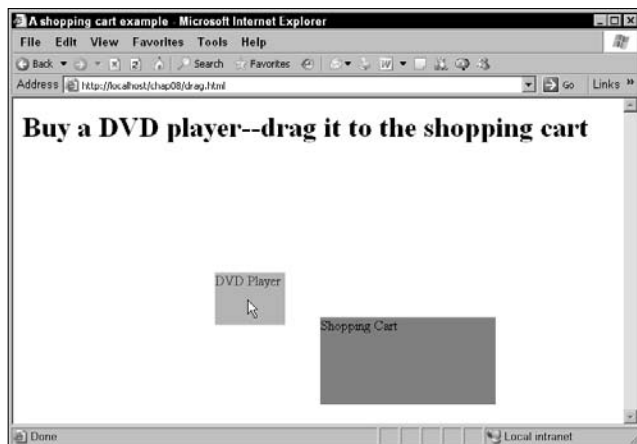 A shopping cart example - Microsoft Internet Explorer
File Edit View Favorites Tools Help
Back Search Favorites
Address http://localhost/chap08/drag.html Go Links »
Buy a DVD player--drag it to the shopping cart
DVD Player
Shopping Cart
Done Local intranet